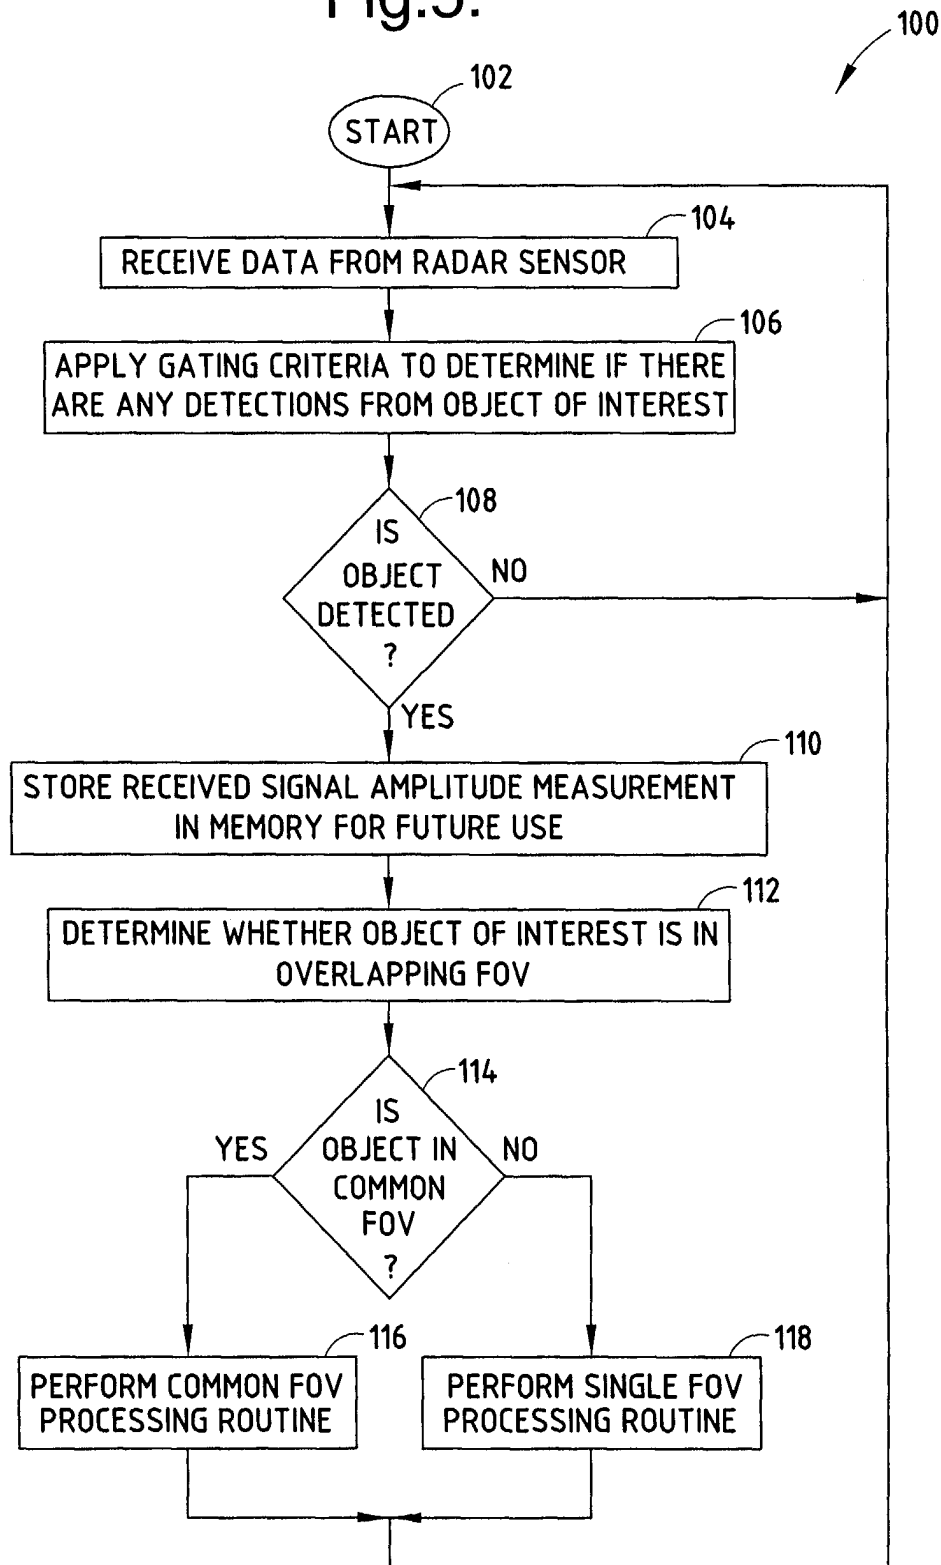 Fig.5.
100
102
START
104
RECEIVE DATA FROM RADAR SENSOR
106
APPLY GATING CRITERIA TO DETERMINE IF THERE
ARE ANY DETECTIONS FROM OBJECT OF INTEREST
108
IS
OBJECT
DETECTED
?
NO
YES
110
STORE RECEIVED SIGNAL AMPLITUDE MEASUREMENT
IN MEMORY FOR FUTURE USE
112
DETERMINE WHETHER OBJECT OF INTEREST IS IN
OVERLAPPING FOV
114
IS
OBJECT IN
COMMON
FOV
?
YES
NO
116
PERFORM COMMON FOV
PROCESSING ROUTINE
118
PERFORM SINGLE FOV
PROCESSING ROUTINE